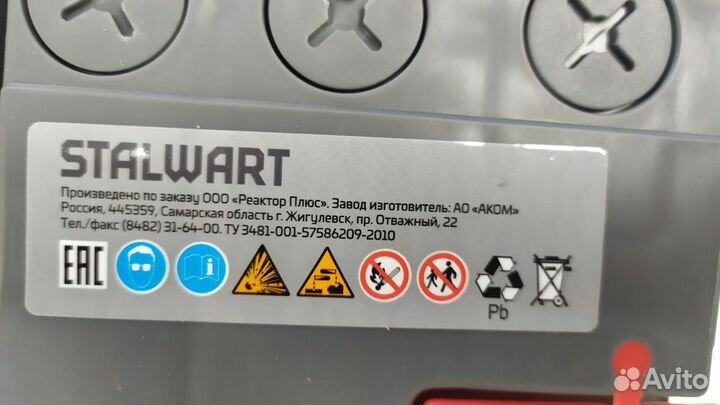 STALWART
Произведено по заказу ООО «Реактор Плюс». Завод изготовитель: АО «АКОМ»
Россия, 445359, Самарская область г. Жигулевск, пр. Отважный, 22
Тел./факс (8482) 31-64-00. ТУ 3481-001-57586209-2010
EAC
i
Pb
Avito